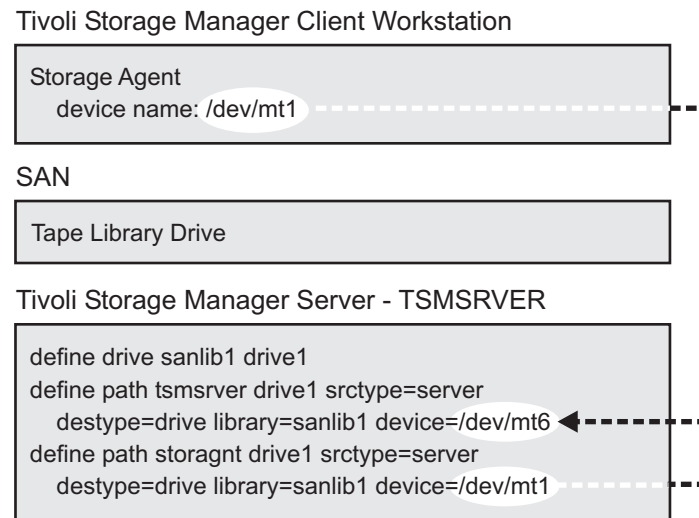 Tivoli Storage Manager Client Workstation
Storage Agent
device name: /dev/mt1
SAN
Tape Library Drive
Tivoli Storage Manager Server - TSMSRVER
define drive sanlib1 drive1
define path tsmsrver drive1 srctype=server
destype=drive library=sanlib1 device=/dev/mt6
define path storagnt drive1 srctype=server
destype=drive library=sanlib1 device=/dev/mt1